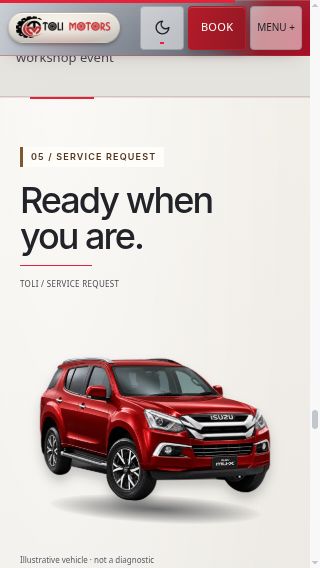 TOLI MOTORS
BOOK
MENU +
workshop event
05 / SERVICE REQUEST
Ready when
you are.
TOLI / SERVICE REQUEST
ISUZU
MU-X
Illustrative vehicle · not a diagnostic